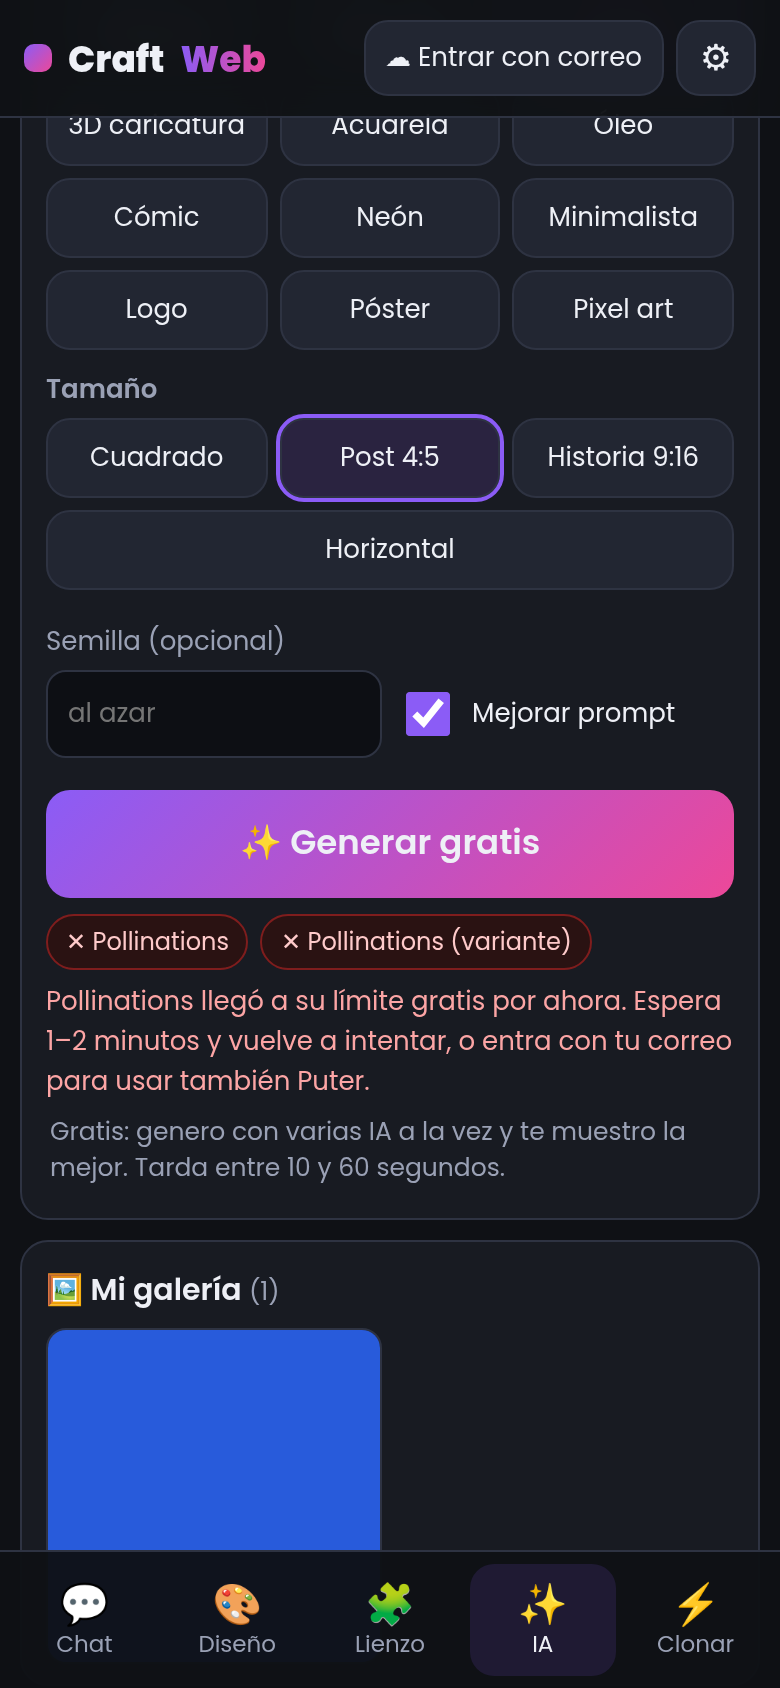 Craft Web
☁ Entrar con correo
⚙
3D caricatura
Acuarela
Óleo
Cómic
Neón
Minimalista
Logo
Póster
Pixel art
Tamaño
Cuadrado
Post 4:5
Historia 9:16
Horizontal
Semilla (opcional)
al azar
Mejorar prompt
✨ Generar gratis
✕ Pollinations
✕ Pollinations (variante)
Pollinations llegó a su límite gratis por ahora. Espera
1–2 minutos y vuelve a intentar, o entra con tu correo
para usar también Puter.
Gratis: genero con varias IA a la vez y te muestro la
mejor. Tarda entre 10 y 60 segundos.
🖼️ Mi galería (1)
Chat
Diseño
Lienzo
IA
Clonar